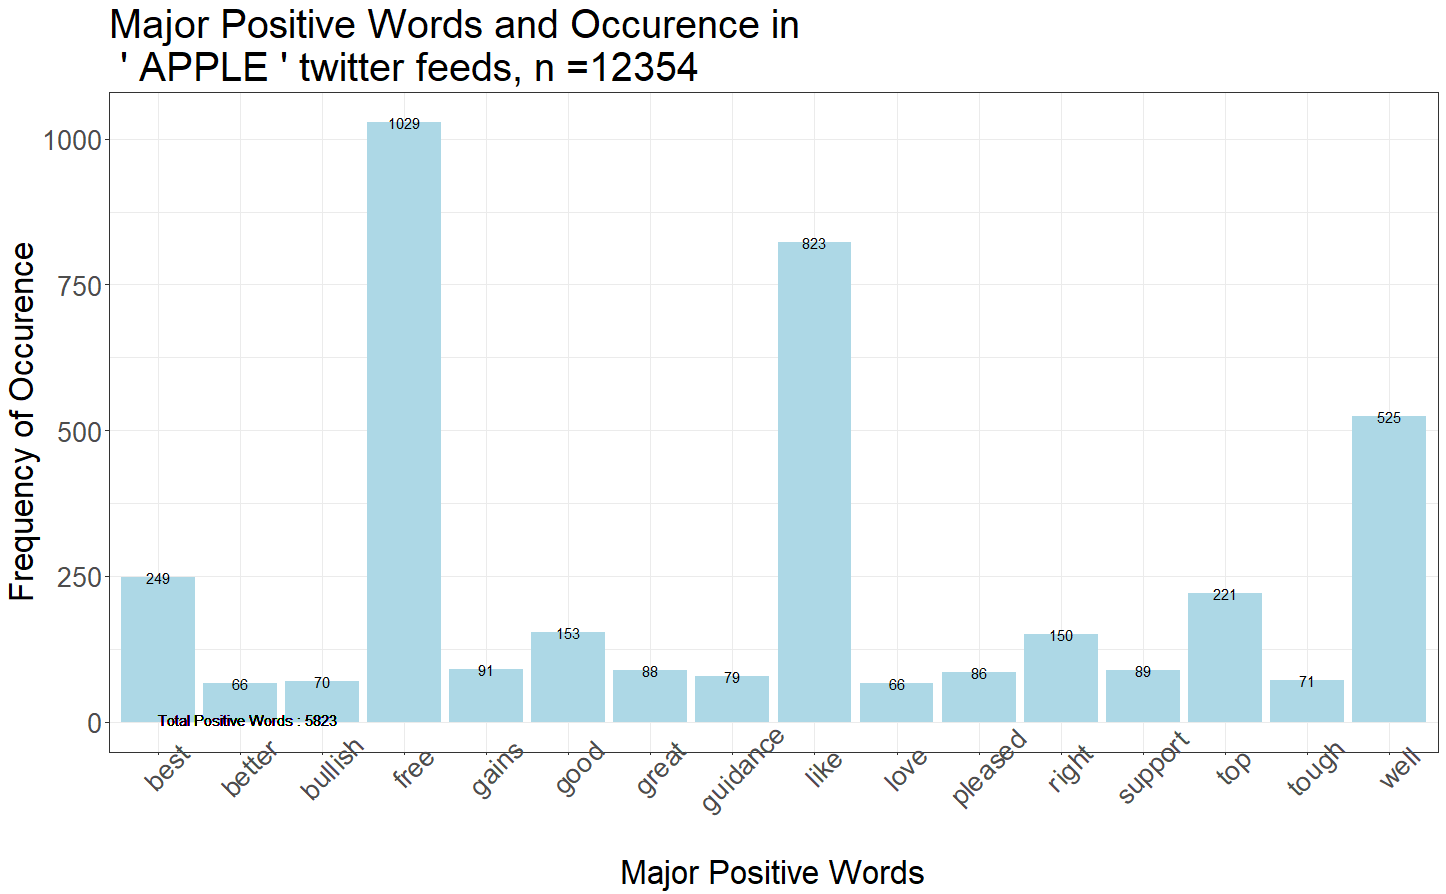 Major Positive Words and Occurence in
' APPLE ' twitter feeds, n =12354
Frequency of Occurence
1000
750
500
250
0
249
66
70
1029
91
153
88
79
823
66
86
150
89
221
71
525
Total Positive Words : 5823
best
better
bullish
free
gains
good
great
guidance
like
love
pleased
right
support
top
tough
well
Major Positive Words